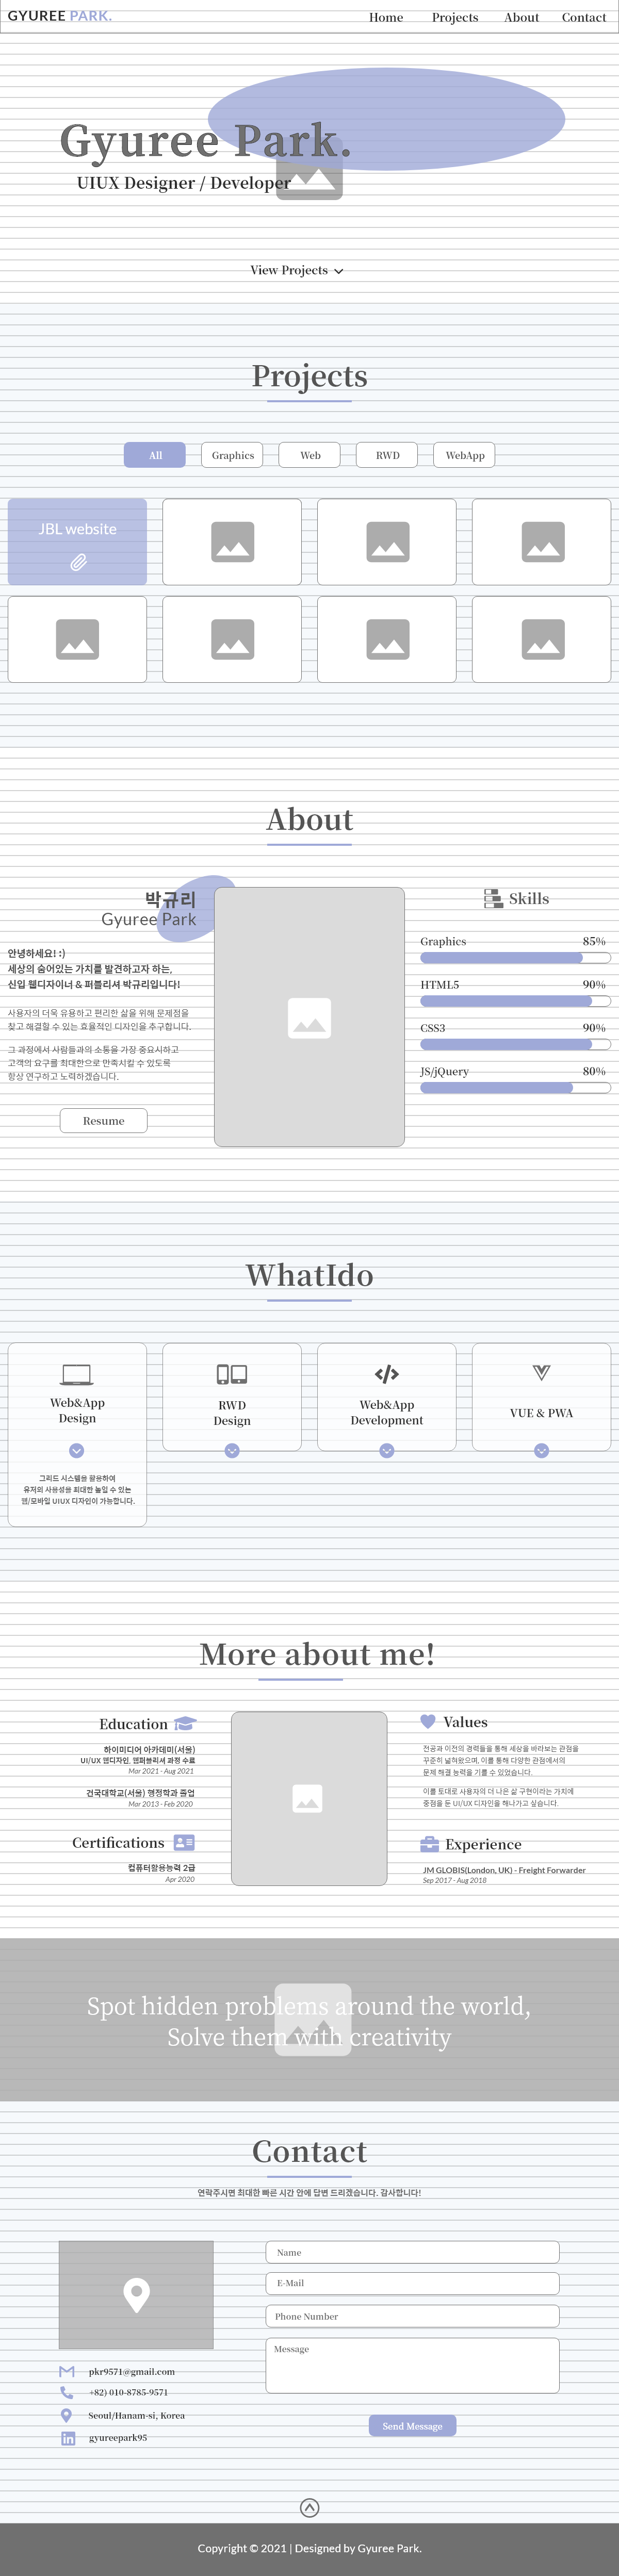 GYUREE PARK.
Home Projects About Contact
Gyuree Park.
UIUX Designer / Developer
View Projects
Projects
All Graphics Web RWD WebApp
JBL website
About
박규리
Gyuree Park
안녕하세요! :)
세상의 숨어있는 가치를 발견하고자 하는,
신입 웹디자이너 & 퍼블리셔 박규리입니다!
사용자의 더욱 유용하고 편리한 삶을 위해 문제점을
찾고 해결할 수 있는 효율적인 디자인을 추구합니다.
그 과정에서 사람들과의 소통을 가장 중요시하고
고객의 요구를 최대한으로 만족시킬 수 있도록
항상 연구하고 노력하겠습니다.
Resume
Skills
Graphics 85%
HTML5 90%
CSS3 90%
JS/jQuery 80%
WhatIdo
Web&App
Design
RWD
Design
Web&App
Development
VUE & PWA
그리드 시스템을 활용하여
유저의 사용성을 최대한 높일 수 있는
웹/모바일 UIUX 디자인이 가능합니다.
More about me!
Education
하이미디어 아카데미(서울)
UI/UX 웹디자인, 웹퍼블리셔 과정 수료
Mar 2021 - Aug 2021
건국대학교(서울) 행정학과 졸업
Mar 2013 - Feb 2020
Certifications
컴퓨터활용능력 2급
Apr 2020
Values
전공과 이전의 경력들을 통해 세상을 바라보는 관점을
꾸준히 넓혀왔으며, 이를 통해 다양한 관점에서의
문제 해결 능력을 기를 수 있었습니다.
이를 토대로 사용자의 더 나은 삶 구현이라는 가치에
중점을 둔 UI/UX 디자인을 해나가고 싶습니다.
Experience
JM GLOBIS(London, UK) - Freight Forwarder
Sep 2017 - Aug 2018
Spot hidden problems around the world,
Solve them with creativity
Contact
연락주시면 최대한 빠른 시간 안에 답변 드리겠습니다. 감사합니다!
Name
E-Mail
Phone Number
Message
Send Message
pkr9571@gmail.com
+82) 010-8785-9571
Seoul/Hanam-si, Korea
gyureepark95
Copyright © 2021 | Designed by Gyuree Park.